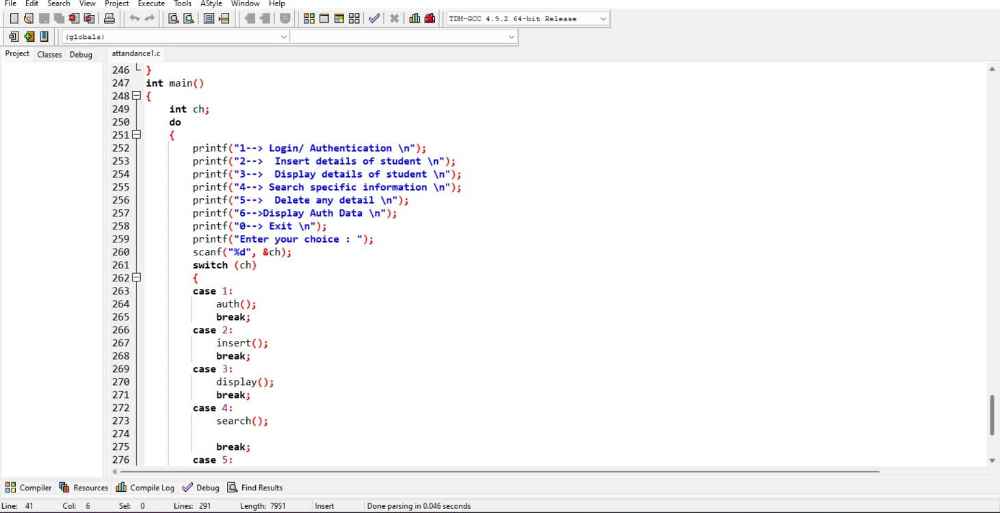 File Edit Search View Project Execute Tools AStyle Window Help
TDM-GCC 4.9.2 64-bit Release
(globals)
Project Classes Debug attandance1.c
246 }
247 int main()
248 {
249 int ch;
250 do
251 {
252 printf("1--> Login/ Authentication \n");
253 printf("2-->  Insert details of student \n");
254 printf("3-->  Display details of student \n");
255 printf("4--> Search specific information \n");
256 printf("5-->  Delete any detail \n");
257 printf("6-->Display Auth Data \n");
258 printf("0--> Exit \n");
259 printf("Enter your choice : ");
260 scanf("%d", &ch);
261 switch (ch)
262 {
263 case 1:
264 auth();
265 break;
266 case 2:
267 insert();
268 break;
269 case 3:
270 display();
271 break;
272 case 4:
273 search();
274
275 break;
276 case 5:
Compiler Resources Compile Log Debug Find Results
Line: 41 Col: 6 Sel: 0 Lines: 291 Length: 7951 Insert Done parsing in 0.046 seconds